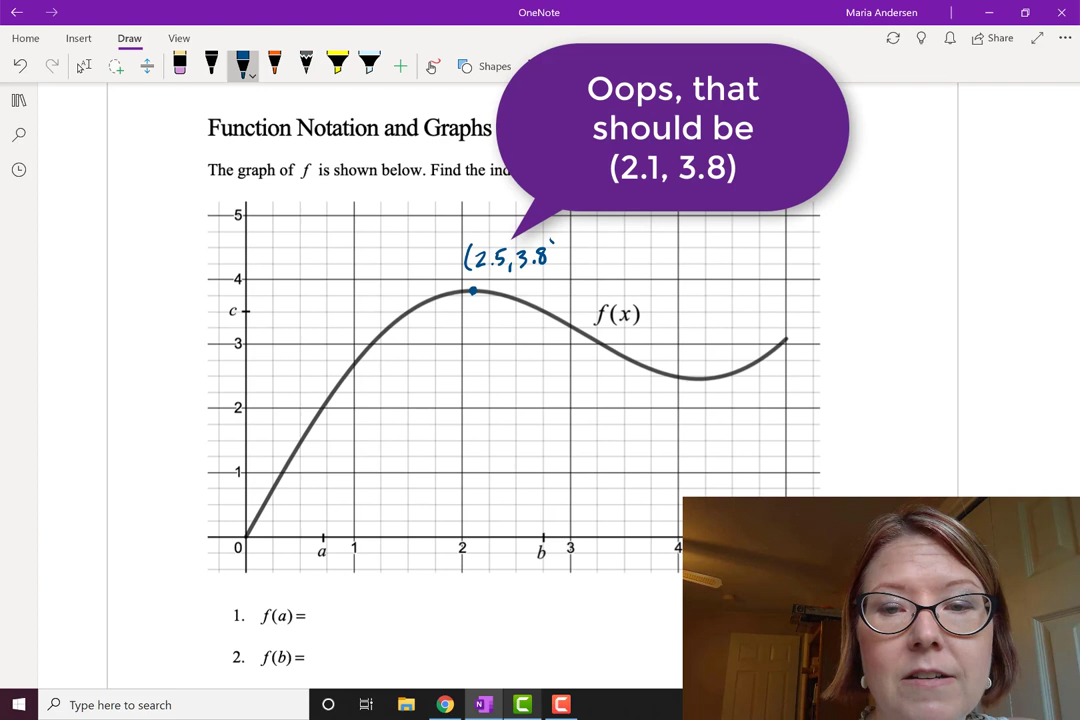 OneNote
Maria Andersen
Home
Insert
Draw
View
Share
Shapes
Oops, that
should be
(2.1, 3.8)
Function Notation and Graphs
The graph of f is shown below. Find the
5
(2.5, 3.8
4
c
f(x)
3
2
1
0
a
1
2
b
3
4
1. f(a)=
2. f(b)=
Type here to search